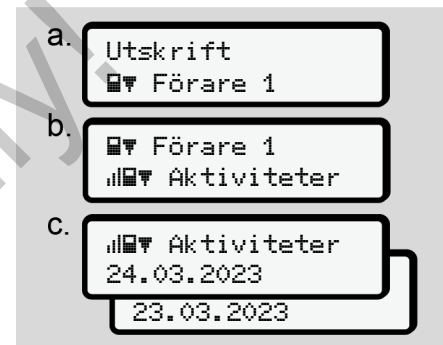 a.
Utskrift
Förare 1
b.
Förare 1
Aktiviteter
c.
Aktiviteter
24.03.2023
23.03.2023